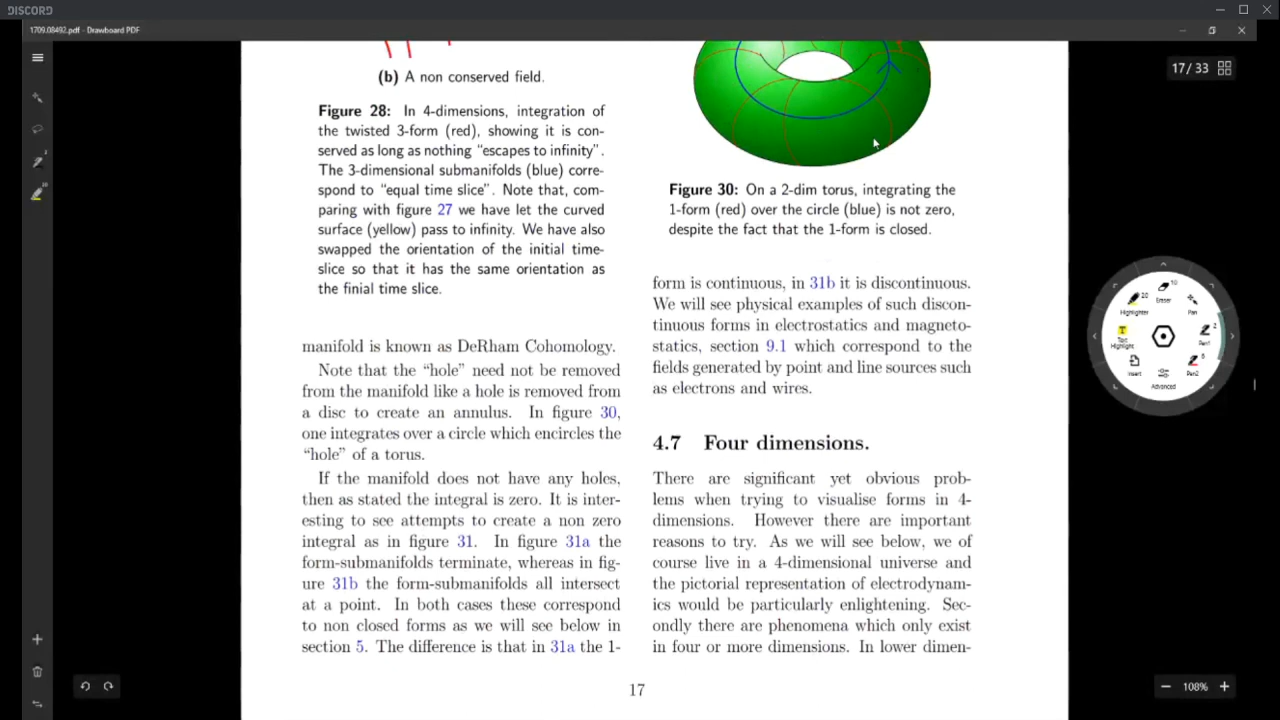 DISCORD
1709.08492.pdf - Drawboard PDF
17 / 33
(b) A non conserved field.
Figure 28: In 4-dimensions, integration of
the twisted 3-form (red), showing it is con-
served as long as nothing “escapes to infinity”.
The 3-dimensional submanifolds (blue) corre-
spond to “equal time slice”. Note that, com-
paring with figure 27 we have let the curved
surface (yellow) pass to infinity. We have also
swapped the orientation of the initial time-
slice so that it has the same orientation as
the finial time slice.
manifold is known as DeRham Cohomology.
Note that the “hole” need not be removed
from the manifold like a hole is removed from
a disc to create an annulus. In figure 30,
one integrates over a circle which encircles the
“hole” of a torus.
If the manifold does not have any holes,
then as stated the integral is zero. It is inter-
esting to see attempts to create a non zero
integral as in figure 31. In figure 31a the
form-submanifolds terminate, whereas in fig-
ure 31b the form-submanifolds all intersect
at a point. In both cases these correspond
to non closed forms as we will see below in
section 5. The difference is that in 31a the 1-
Figure 30: On a 2-dim torus, integrating the
1-form (red) over the circle (blue) is not zero,
despite the fact that the 1-form is closed.
form is continuous, in 31b it is discontinuous.
We will see physical examples of such discon-
tinuous forms in electrostatics and magneto-
statics, section 9.1 which correspond to the
fields generated by point and line sources such
as electrons and wires.
4.7 Four dimensions.
There are significant yet obvious prob-
lems when trying to visualise forms in 4-
dimensions. However there are important
reasons to try. As we will see below, we of
course live in a 4-dimensional universe and
the pictorial representation of electrodynam-
ics would be particularly enlightening. Sec-
ondly there are phenomena which only exist
in four or more dimensions. In lower dimen-
17
Eraser
10
Highlighter
20
Pan
Text
Highlight
Pen1
2
Insert
Pen2
6
Advanced
108%